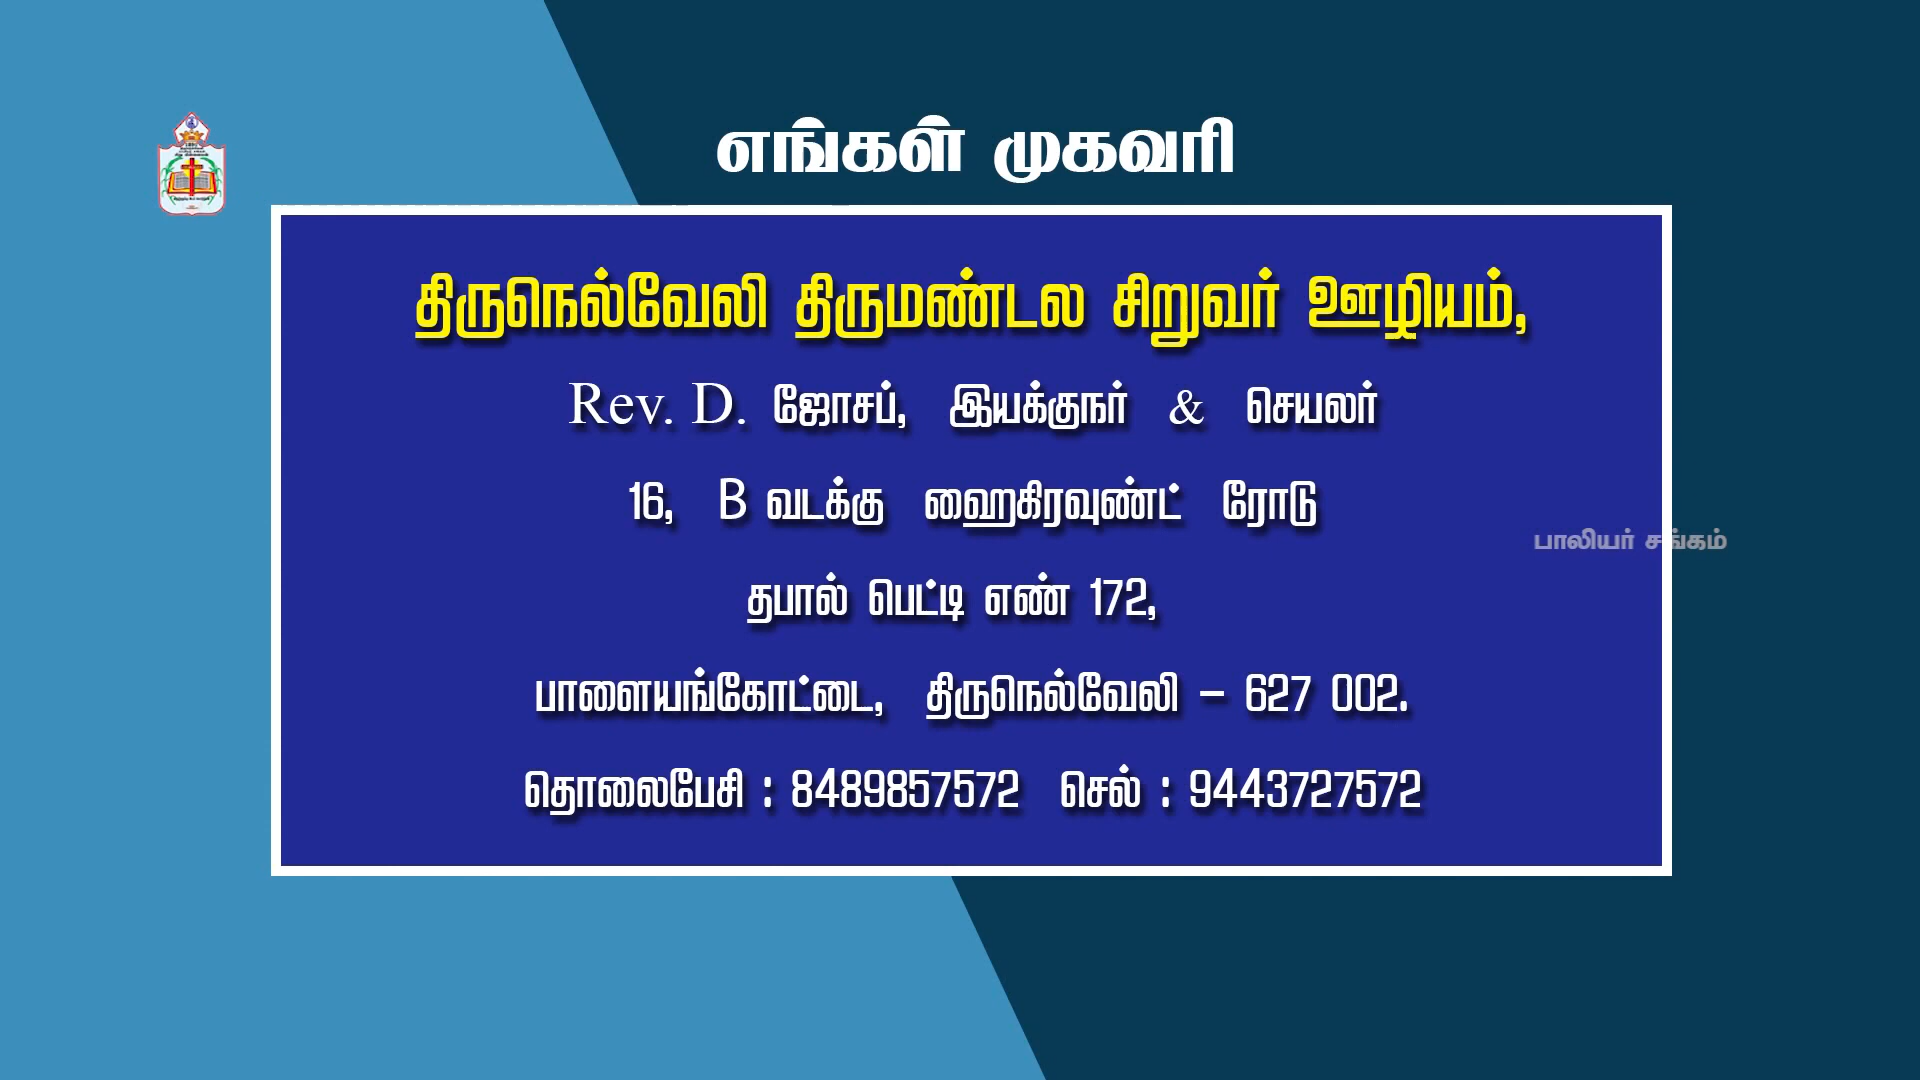 எங்கள் முகவரி
திருநெல்வேலி திருமண்டல சிறுவர் ஊழியம்,
Rev. D. ஜோசப், இயக்குநர் & செயலர்
16, B வடக்கு ஹைகிரவுண்ட் ரோடு
பாலியர் சங்கம்
தபால் பெட்டி எண் 172,
பாளையங்கோட்டை, திருநெல்வேலி – 627 002.
தொலைபேசி : 8489857572 செல் : 9443727572